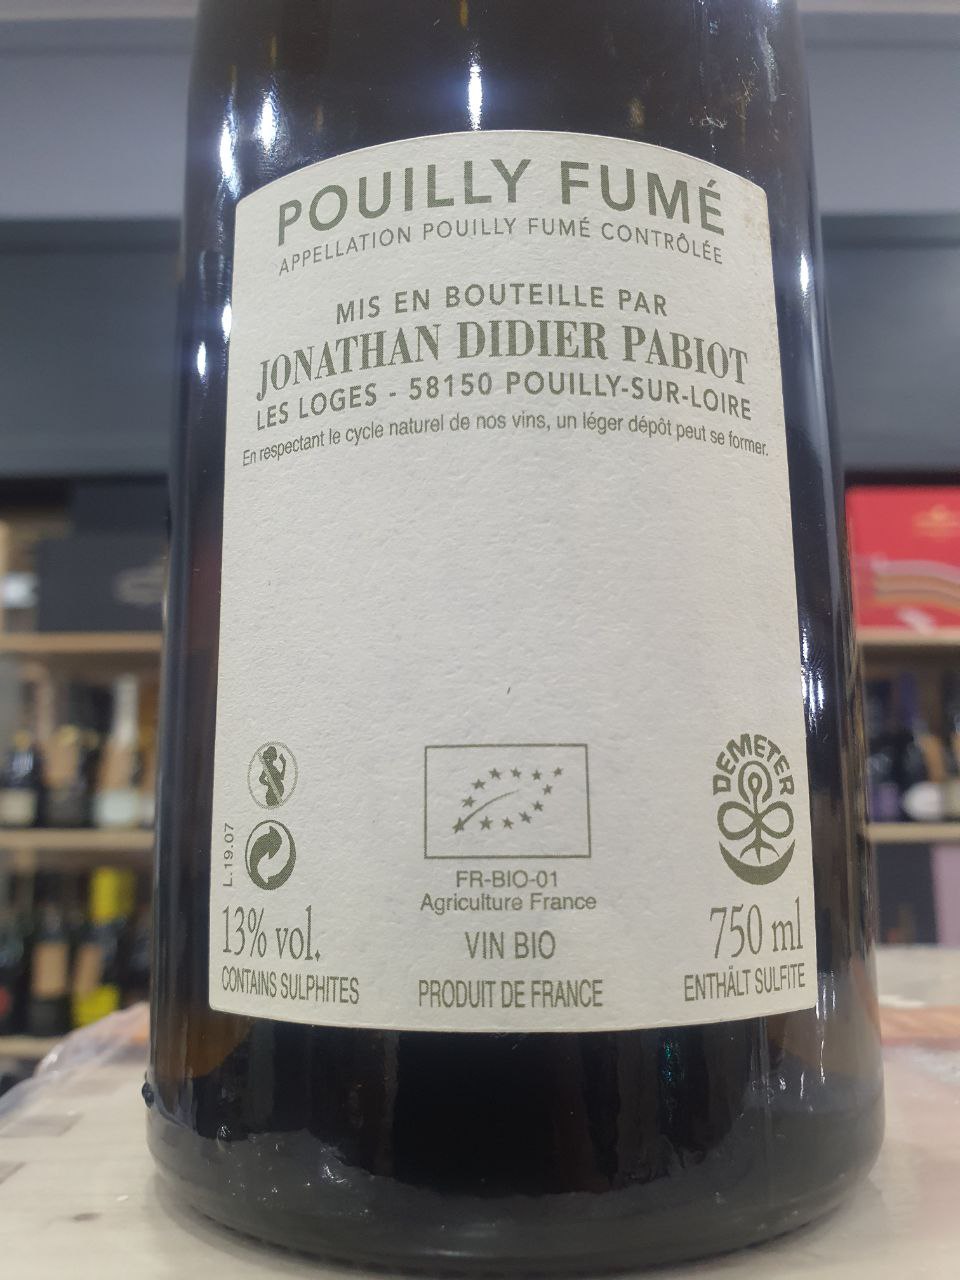 POUILLY FUMÉ
APPELLATION POUILLY FUMÉ CONTRÔLÉE
MIS EN BOUTEILLE PAR
JONATHAN DIDIER PABIOT
LES LOGES - 58150 POUILLY-SUR-LOIRE
En respectant le cycle naturel de nos vins, un léger dépôt peut se former.
DEMETER
L.19.07
FR-BIO-01
Agriculture France
13% vol.
VIN BIO
750 ml
CONTAINS SULPHITES
PRODUIT DE FRANCE
ENTHÄLT SULFITE